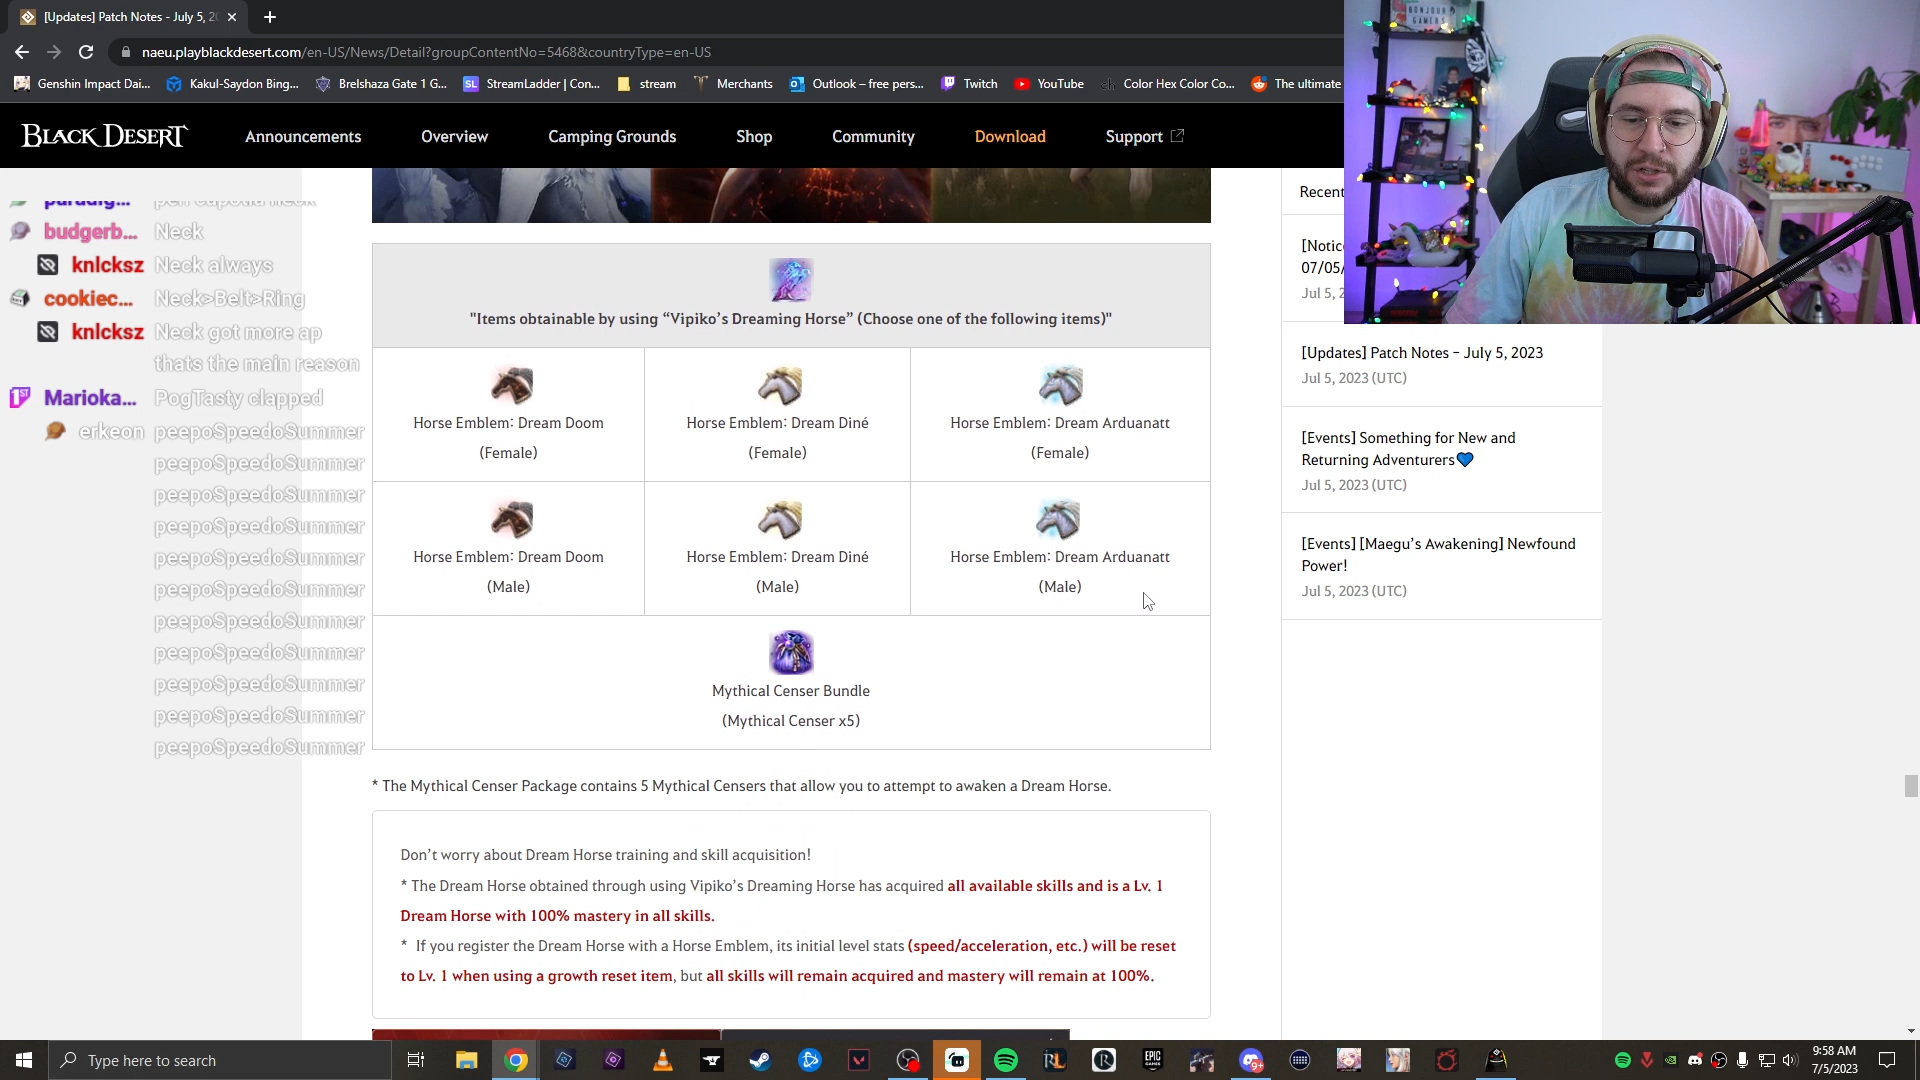 [Updates] Patch Notes - July 5, 2
naeu.playblackdesert.com/en-US/News/Detail?groupContentNo=5468&countryType=en-US
Genshin Impact Dai... Kakul-Saydon Bing... Brelshaza Gate 1 G... StreamLadder | Con... stream Merchants Outlook – free pers... Twitch YouTube Color Hex Color Co... The ultimate
BLACK DESERT Announcements Overview Camping Grounds Shop Community Download Support
BONJOUR
GAMERS
budgerb... Neck
knlcksz Neck always
cookiec... Neck>Belt>Ring
knlcksz Neck got more ap
thats the main reason
Marioka... PogTasty clapped
erkeon peepoSpeedoSummer
peepoSpeedoSummer
peepoSpeedoSummer
peepoSpeedoSummer
peepoSpeedoSummer
peepoSpeedoSummer
peepoSpeedoSummer
peepoSpeedoSummer
peepoSpeedoSummer
peepoSpeedoSummer
peepoSpeedoSummer
"Items obtainable by using “Vipiko’s Dreaming Horse” (Choose one of the following items)"
Horse Emblem: Dream Doom
(Female)
Horse Emblem: Dream Diné
(Female)
Horse Emblem: Dream Arduanatt
(Female)
Horse Emblem: Dream Doom
(Male)
Horse Emblem: Dream Diné
(Male)
Horse Emblem: Dream Arduanatt
(Male)
Mythical Censer Bundle
(Mythical Censer x5)
* The Mythical Censer Package contains 5 Mythical Censers that allow you to attempt to awaken a Dream Horse.
Don’t worry about Dream Horse training and skill acquisition!
* The Dream Horse obtained through using Vipiko’s Dreaming Horse has acquired all available skills and is a Lv. 1
Dream Horse with 100% mastery in all skills.
* If you register the Dream Horse with a Horse Emblem, its initial level stats (speed/acceleration, etc.) will be reset
to Lv. 1 when using a growth reset item, but all skills will remain acquired and mastery will remain at 100%.
Recent
[Notic
07/05/
Jul 5, 2
[Updates] Patch Notes – July 5, 2023
Jul 5, 2023 (UTC)
[Events] Something for New and
Returning Adventurers
Jul 5, 2023 (UTC)
[Events] [Maegu’s Awakening] Newfound
Power!
Jul 5, 2023 (UTC)
Type here to search
9:58 AM
7/5/2023